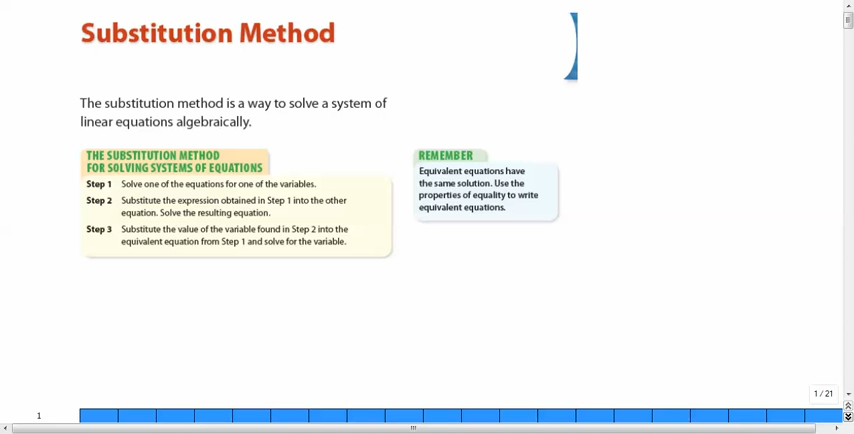 Substitution Method
The substitution method is a way to solve a system of
linear equations algebraically.
THE SUBSTITUTION METHOD
FOR SOLVING SYSTEMS OF EQUATIONS
Step 1 Solve one of the equations for one of the variables.
Step 2 Substitute the expression obtained in Step 1 into the other
equation. Solve the resulting equation.
Step 3 Substitute the value of the variable found in Step 2 into the
equivalent equation from Step 1 and solve for the variable.
REMEMBER
Equivalent equations have
the same solution. Use the
properties of equality to write
equivalent equations.
1 / 21
1